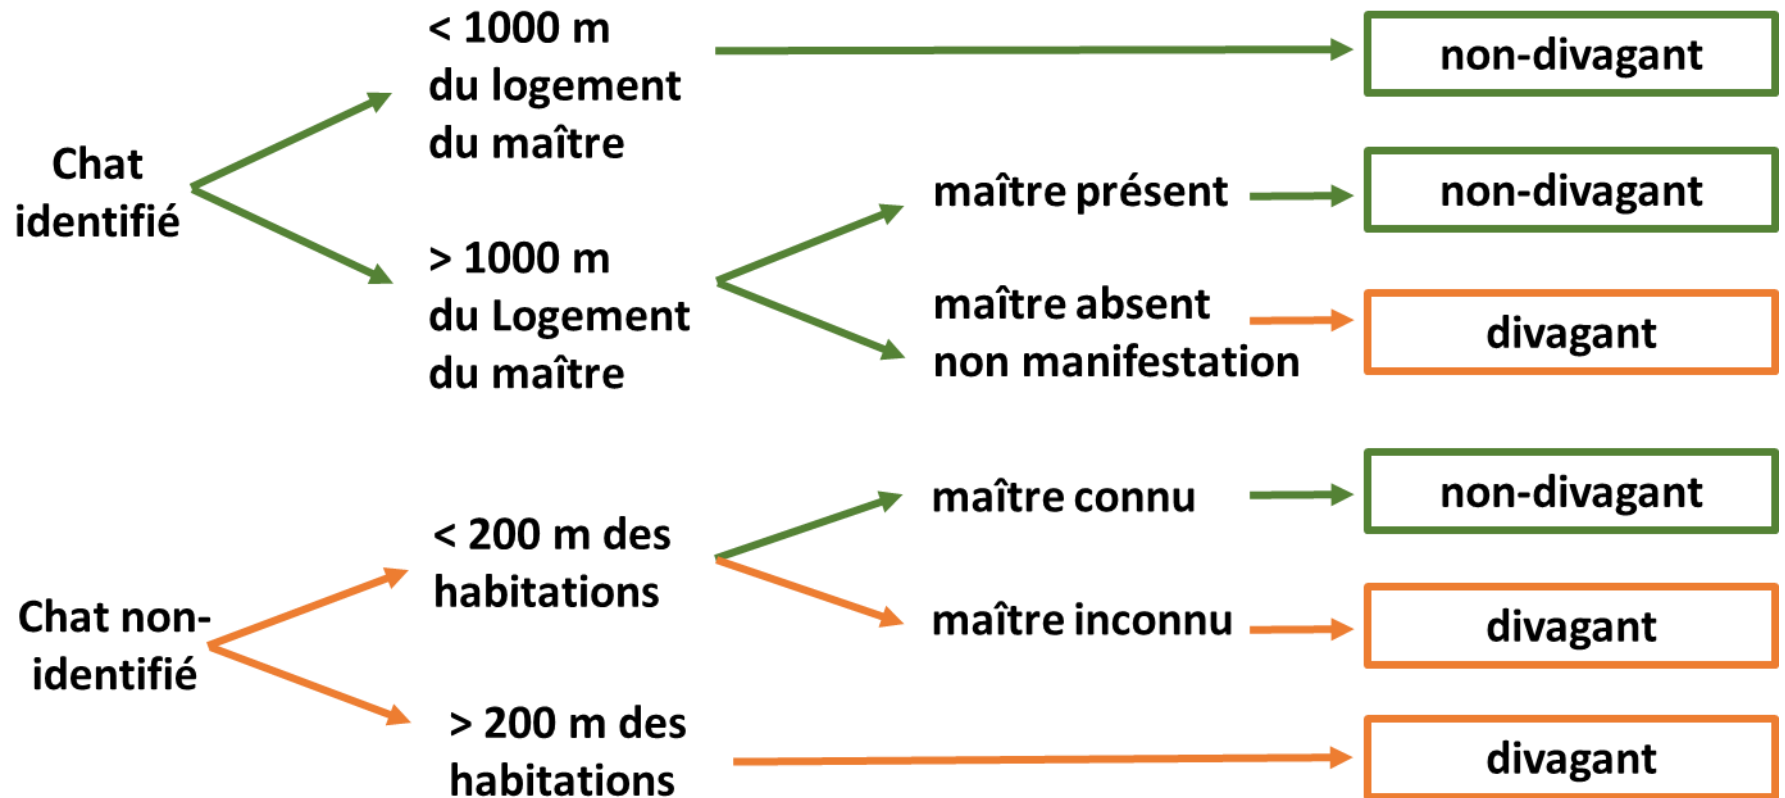 Chat
identifié
< 1000 m
du logement
du maître
non-divagant
> 1000 m
du Logement
du maître
maître présent
non-divagant
maître absent
non manifestation
divagant
Chat non-
identifié
< 200 m des
habitations
maître connu
non-divagant
maître inconnu
divagant
> 200 m des
habitations
divagant